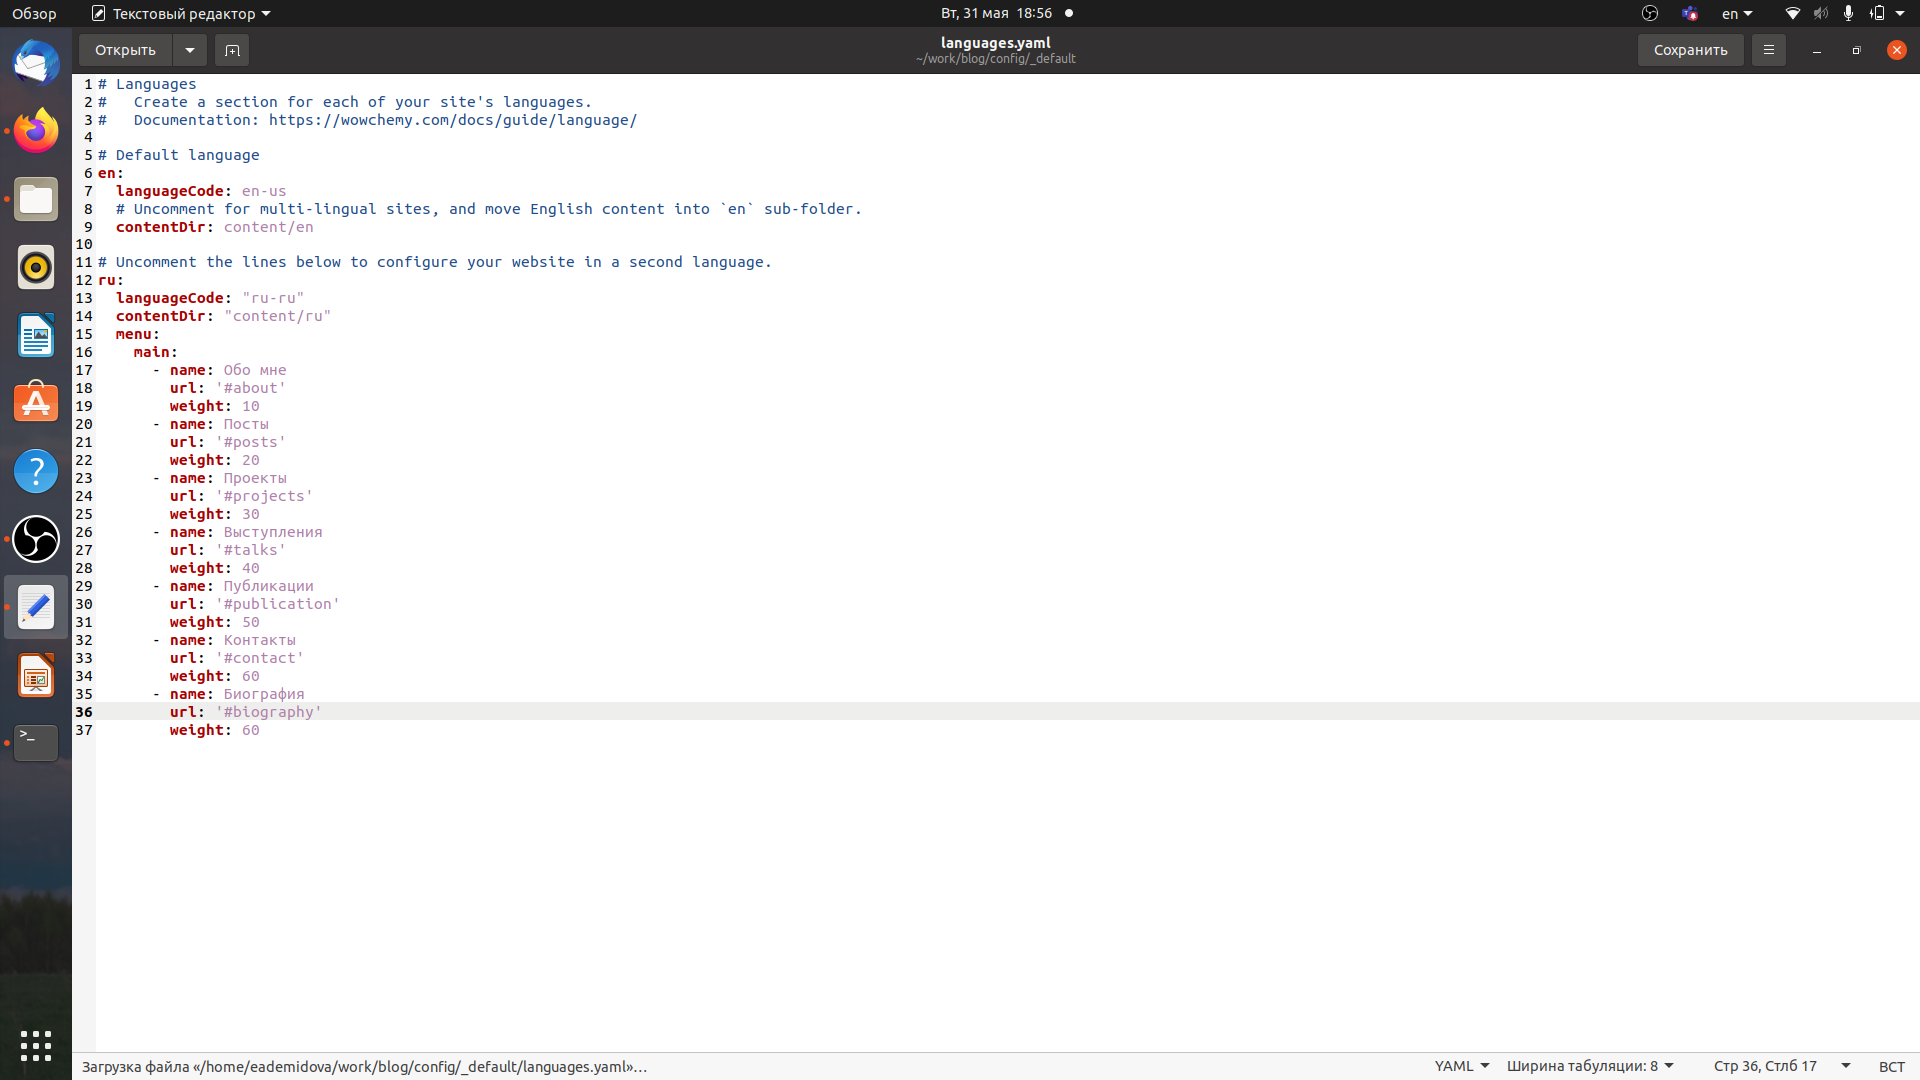 Обзор
Текстовый редактор
Вт, 31 мая 18:56
en
Открыть
languages.yaml
~/work/blog/config/_default
Сохранить
1 # Languages
2 #   Create a section for each of your site's languages.
3 #   Documentation: https://wowchemy.com/docs/guide/language/
4
5 # Default language
6 en:
7   languageCode: en-us
8   # Uncomment for multi-lingual sites, and move English content into `en` sub-folder.
9   contentDir: content/en
10
11 # Uncomment the lines below to configure your website in a second language.
12 ru:
13   languageCode: "ru-ru"
14   contentDir: "content/ru"
15   menu:
16     main:
17       - name: Обо мне
18         url: '#about'
19         weight: 10
20       - name: Посты
21         url: '#posts'
22         weight: 20
23       - name: Проекты
24         url: '#projects'
25         weight: 30
26       - name: Выступления
27         url: '#talks'
28         weight: 40
29       - name: Публикации
30         url: '#publication'
31         weight: 50
32       - name: Контакты
33         url: '#contact'
34         weight: 60
35       - name: Биография
36         url: '#biography'
37         weight: 60
Загрузка файла «/home/eademidova/work/blog/config/_default/languages.yaml»…
YAML
Ширина табуляции: 8
Стр 36, Стлб 17
ВСТ